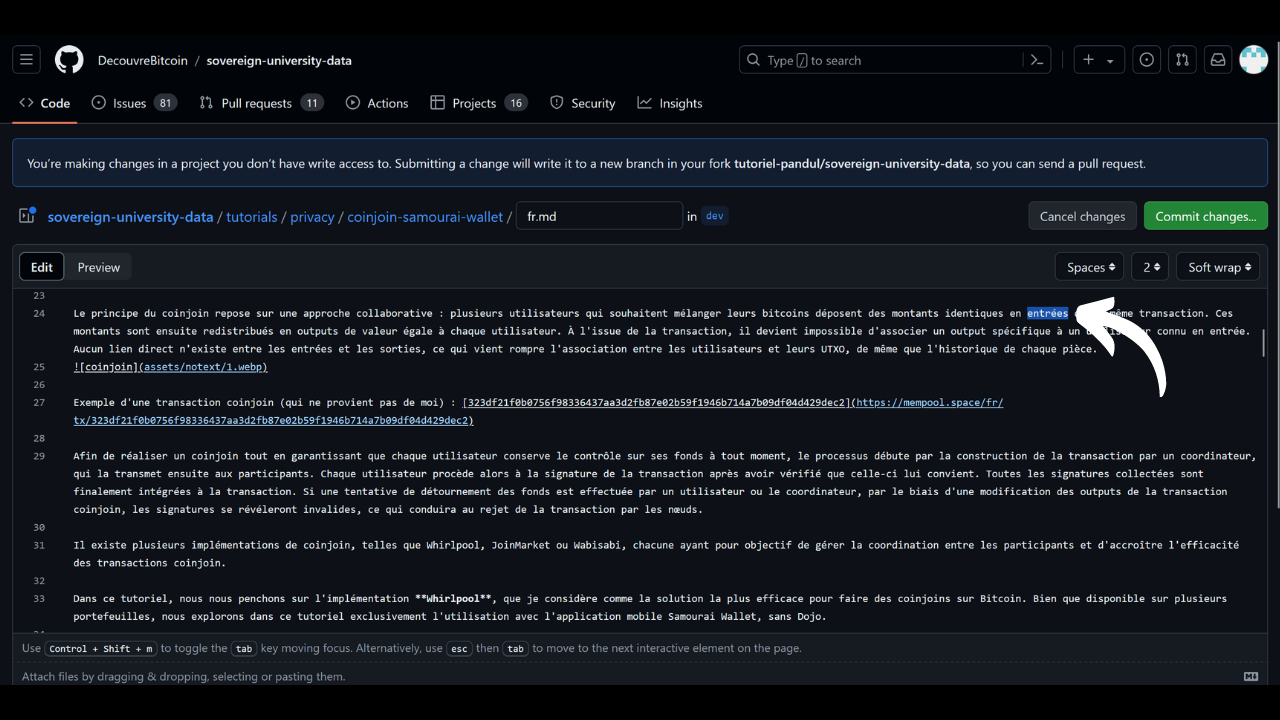 DecouvreBitcoin / sovereign-university-data
Type / to search
Code
Issues 81
Pull requests 11
Actions
Projects 16
Security
Insights
You're making changes in a project you don't have write access to. Submitting a change will write it to a new branch in your fork tutoriel-pandul/sovereign-university-data, so you can send a pull request.
sovereign-university-data / tutorials / privacy / coinjoin-samourai-wallet / fr.md in dev
Cancel changes
Commit changes...
Edit
Preview
Spaces
2
Soft wrap
23
24 Le principe du coinjoin repose sur une approche collaborative : plusieurs utilisateurs qui souhaitent mélanger leurs bitcoins déposent des montants identiques en entrées même transaction. Ces
montants sont ensuite redistribués en outputs de valeur égale à chaque utilisateur. À l'issue de la transaction, il devient impossible d'associer un output spécifique à un connu en entrée.
Aucun lien direct n'existe entre les entrées et les sorties, ce qui vient rompre l'association entre les utilisateurs et leurs UTXO, de même que l'historique de chaque pièce.
25 ![coinjoin](assets/notext/1.webp)
26
27 Exemple d'une transaction coinjoin (qui ne provient pas de moi) : [323df21f0b0756f98336437aa3d2fb87e02b59f1946b714a7b09df04d429dec2](https://mempool.space/fr/
tx/323df21f0b0756f98336437aa3d2fb87e02b59f1946b714a7b09df04d429dec2)
28
29 Afin de réaliser un coinjoin tout en garantissant que chaque utilisateur conserve le contrôle sur ses fonds à tout moment, le processus débute par la construction de la transaction par un coordinateur,
qui la transmet ensuite aux participants. Chaque utilisateur procède alors à la signature de la transaction après avoir vérifié que celle-ci lui convient. Toutes les signatures collectées sont
finalement intégrées à la transaction. Si une tentative de détournement des fonds est effectuée par un utilisateur ou le coordinateur, par le biais d'une modification des outputs de la transaction
coinjoin, les signatures se révéleront invalides, ce qui conduira au rejet de la transaction par les nœuds.
30
31 Il existe plusieurs implémentations de coinjoin, telles que Whirlpool, JoinMarket ou Wabisabi, chacune ayant pour objectif de gérer la coordination entre les participants et d'accroître l'efficacité
des transactions coinjoin.
32
33 Dans ce tutoriel, nous nous penchons sur l'implémentation **Whirlpool**, que je considère comme la solution la plus efficace pour faire des coinjoins sur Bitcoin. Bien que disponible sur plusieurs
portefeuilles, nous explorons dans ce tutoriel exclusivement l'utilisation avec l'application mobile Samourai Wallet, sans Dojo.
Use Control + Shift + m to toggle the tab key moving focus. Alternatively, use esc then tab to move to the next interactive element on the page.
Attach files by dragging & dropping, selecting or pasting them.